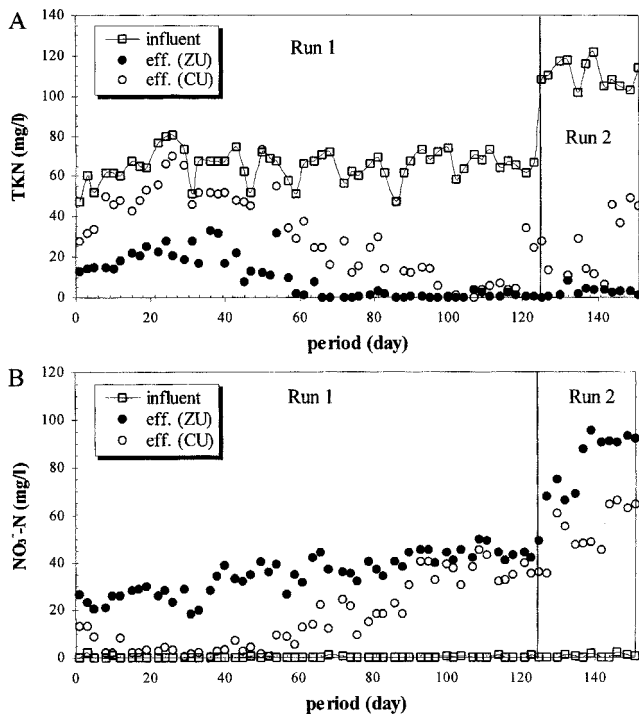 A
140
120
100
80
60
40
20
0
TKN (mg/l)
influent
eff. (ZU)
eff. (CU)
Run 1
Run 2
0 20 40 60 80 100 120 140
period (day)
B
120
100
80
60
40
20
0
NO₃⁻-N (mg/l)
influent
eff. (ZU)
eff. (CU)
Run 1
Run 2
0 20 40 60 80 100 120 140
period (day)